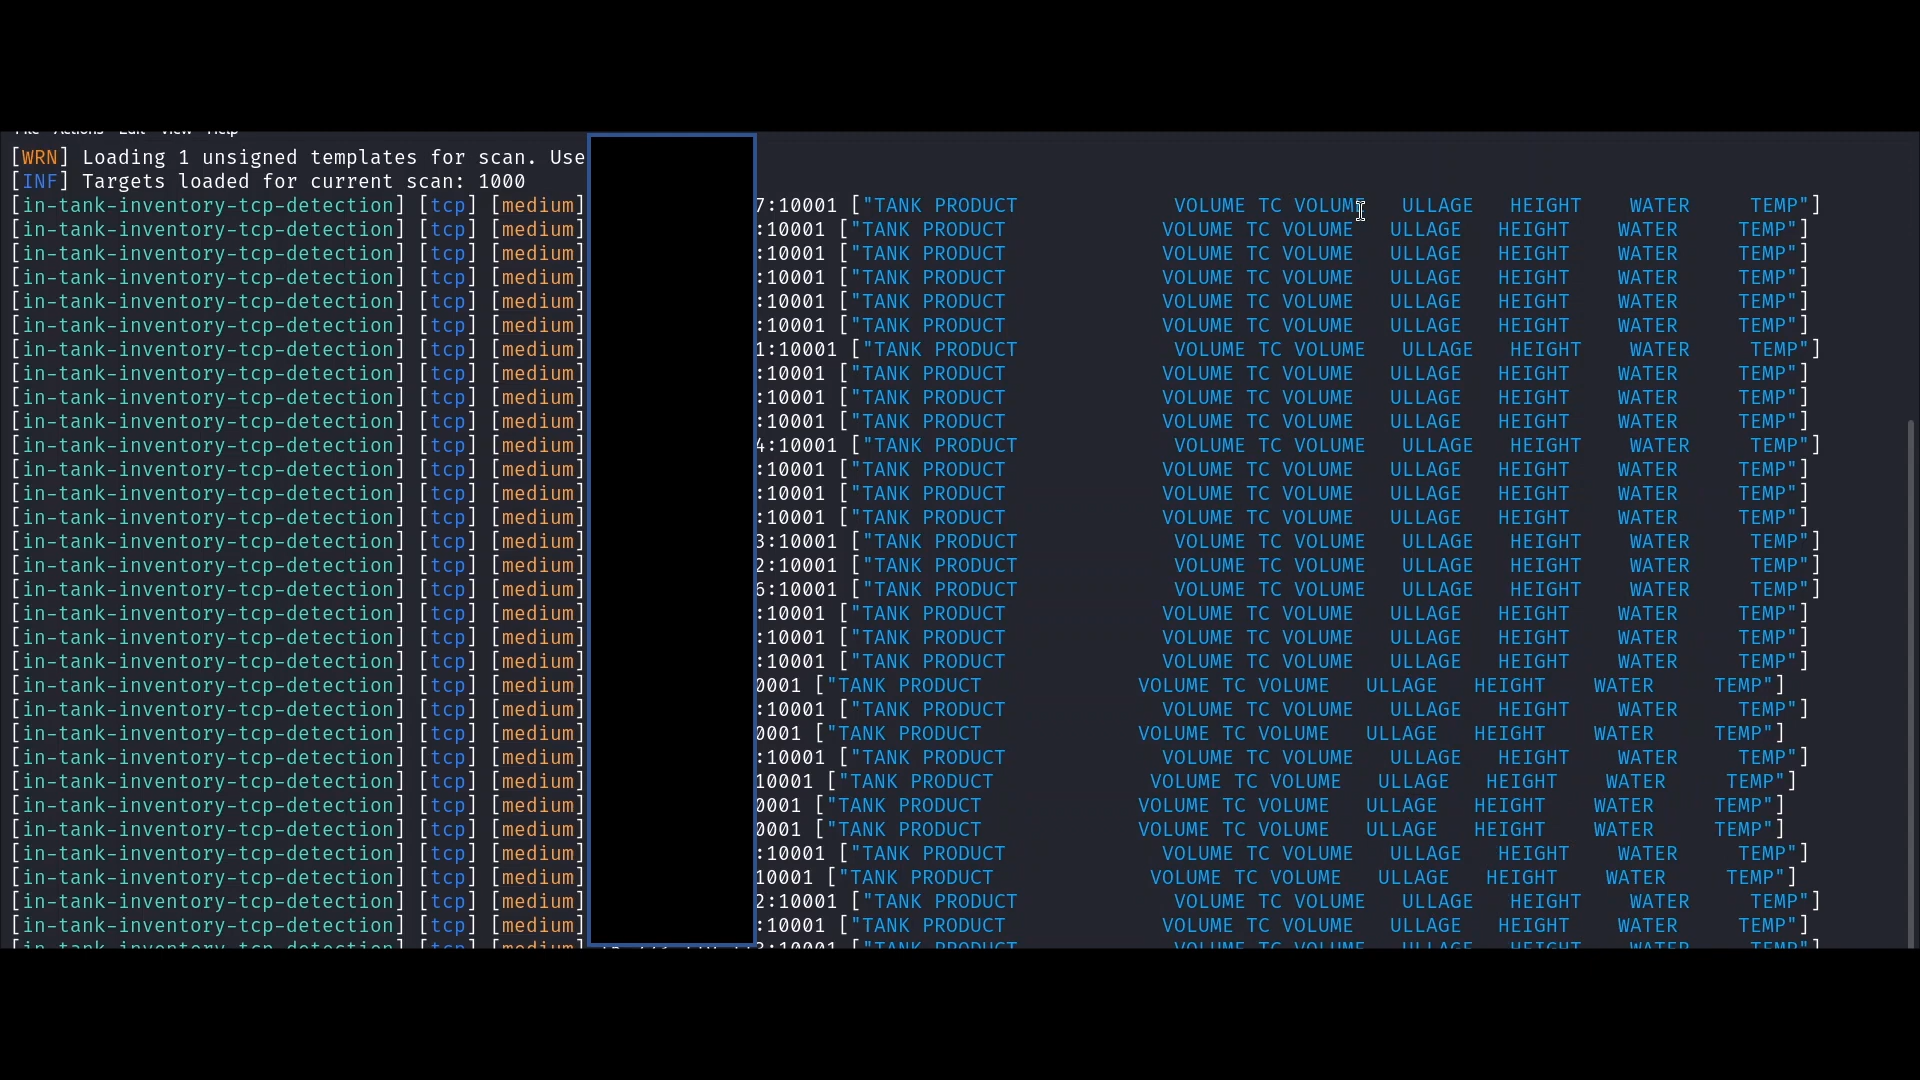 File Actions Edit View Help
[WRN] Loading 1 unsigned templates for scan. Use
[INF] Targets loaded for current scan: 1000
[in-tank-inventory-tcp-detection] [tcp] [medium] 7:10001 ["TANK PRODUCT VOLUME TC VOLUME ULLAGE HEIGHT WATER TEMP"]
[in-tank-inventory-tcp-detection] [tcp] [medium] :10001 ["TANK PRODUCT VOLUME TC VOLUME ULLAGE HEIGHT WATER TEMP"]
[in-tank-inventory-tcp-detection] [tcp] [medium] :10001 ["TANK PRODUCT VOLUME TC VOLUME ULLAGE HEIGHT WATER TEMP"]
[in-tank-inventory-tcp-detection] [tcp] [medium] :10001 ["TANK PRODUCT VOLUME TC VOLUME ULLAGE HEIGHT WATER TEMP"]
[in-tank-inventory-tcp-detection] [tcp] [medium] :10001 ["TANK PRODUCT VOLUME TC VOLUME ULLAGE HEIGHT WATER TEMP"]
[in-tank-inventory-tcp-detection] [tcp] [medium] :10001 ["TANK PRODUCT VOLUME TC VOLUME ULLAGE HEIGHT WATER TEMP"]
[in-tank-inventory-tcp-detection] [tcp] [medium] 1:10001 ["TANK PRODUCT VOLUME TC VOLUME ULLAGE HEIGHT WATER TEMP"]
[in-tank-inventory-tcp-detection] [tcp] [medium] :10001 ["TANK PRODUCT VOLUME TC VOLUME ULLAGE HEIGHT WATER TEMP"]
[in-tank-inventory-tcp-detection] [tcp] [medium] :10001 ["TANK PRODUCT VOLUME TC VOLUME ULLAGE HEIGHT WATER TEMP"]
[in-tank-inventory-tcp-detection] [tcp] [medium] :10001 ["TANK PRODUCT VOLUME TC VOLUME ULLAGE HEIGHT WATER TEMP"]
[in-tank-inventory-tcp-detection] [tcp] [medium] 4:10001 ["TANK PRODUCT VOLUME TC VOLUME ULLAGE HEIGHT WATER TEMP"]
[in-tank-inventory-tcp-detection] [tcp] [medium] :10001 ["TANK PRODUCT VOLUME TC VOLUME ULLAGE HEIGHT WATER TEMP"]
[in-tank-inventory-tcp-detection] [tcp] [medium] :10001 ["TANK PRODUCT VOLUME TC VOLUME ULLAGE HEIGHT WATER TEMP"]
[in-tank-inventory-tcp-detection] [tcp] [medium] :10001 ["TANK PRODUCT VOLUME TC VOLUME ULLAGE HEIGHT WATER TEMP"]
[in-tank-inventory-tcp-detection] [tcp] [medium] 3:10001 ["TANK PRODUCT VOLUME TC VOLUME ULLAGE HEIGHT WATER TEMP"]
[in-tank-inventory-tcp-detection] [tcp] [medium] 2:10001 ["TANK PRODUCT VOLUME TC VOLUME ULLAGE HEIGHT WATER TEMP"]
[in-tank-inventory-tcp-detection] [tcp] [medium] 6:10001 ["TANK PRODUCT VOLUME TC VOLUME ULLAGE HEIGHT WATER TEMP"]
[in-tank-inventory-tcp-detection] [tcp] [medium] :10001 ["TANK PRODUCT VOLUME TC VOLUME ULLAGE HEIGHT WATER TEMP"]
[in-tank-inventory-tcp-detection] [tcp] [medium] :10001 ["TANK PRODUCT VOLUME TC VOLUME ULLAGE HEIGHT WATER TEMP"]
[in-tank-inventory-tcp-detection] [tcp] [medium] :10001 ["TANK PRODUCT VOLUME TC VOLUME ULLAGE HEIGHT WATER TEMP"]
[in-tank-inventory-tcp-detection] [tcp] [medium] 0001 ["TANK PRODUCT VOLUME TC VOLUME ULLAGE HEIGHT WATER TEMP"]
[in-tank-inventory-tcp-detection] [tcp] [medium] :10001 ["TANK PRODUCT VOLUME TC VOLUME ULLAGE HEIGHT WATER TEMP"]
[in-tank-inventory-tcp-detection] [tcp] [medium] 0001 ["TANK PRODUCT VOLUME TC VOLUME ULLAGE HEIGHT WATER TEMP"]
[in-tank-inventory-tcp-detection] [tcp] [medium] :10001 ["TANK PRODUCT VOLUME TC VOLUME ULLAGE HEIGHT WATER TEMP"]
[in-tank-inventory-tcp-detection] [tcp] [medium] 10001 ["TANK PRODUCT VOLUME TC VOLUME ULLAGE HEIGHT WATER TEMP"]
[in-tank-inventory-tcp-detection] [tcp] [medium] 0001 ["TANK PRODUCT VOLUME TC VOLUME ULLAGE HEIGHT WATER TEMP"]
[in-tank-inventory-tcp-detection] [tcp] [medium] 0001 ["TANK PRODUCT VOLUME TC VOLUME ULLAGE HEIGHT WATER TEMP"]
[in-tank-inventory-tcp-detection] [tcp] [medium] :10001 ["TANK PRODUCT VOLUME TC VOLUME ULLAGE HEIGHT WATER TEMP"]
[in-tank-inventory-tcp-detection] [tcp] [medium] 10001 ["TANK PRODUCT VOLUME TC VOLUME ULLAGE HEIGHT WATER TEMP"]
[in-tank-inventory-tcp-detection] [tcp] [medium] 2:10001 ["TANK PRODUCT VOLUME TC VOLUME ULLAGE HEIGHT WATER TEMP"]
[in-tank-inventory-tcp-detection] [tcp] [medium] :10001 ["TANK PRODUCT VOLUME TC VOLUME ULLAGE HEIGHT WATER TEMP"]
[in-tank-inventory-tcp-detection] [tcp] [medium] :10001 ["TANK PRODUCT VOLUME TC VOLUME ULLAGE HEIGHT WATER TEMP"]